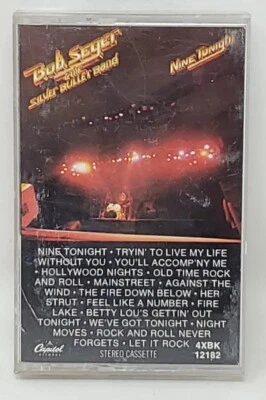 Bob Seger
& the
Silver Bullet Band
Nine Tonight
NINE TONIGHT • TRYIN' TO LIVE MY LIFE
WITHOUT YOU • YOU'LL ACCOMP'NY ME
• HOLLYWOOD NIGHTS • OLD TIME ROCK
AND ROLL • MAINSTREET • AGAINST THE
WIND • THE FIRE DOWN BELOW • HER
STRUT • FEEL LIKE A NUMBER • FIRE
LAKE • BETTY LOU'S GETTIN' OUT
TONIGHT • WE'VE GOT TONIGHT • NIGHT
MOVES • ROCK AND ROLL NEVER
FORGETS • LET IT ROCK
Capitol
RECORDS
STEREO CASSETTE
4XBK
12182